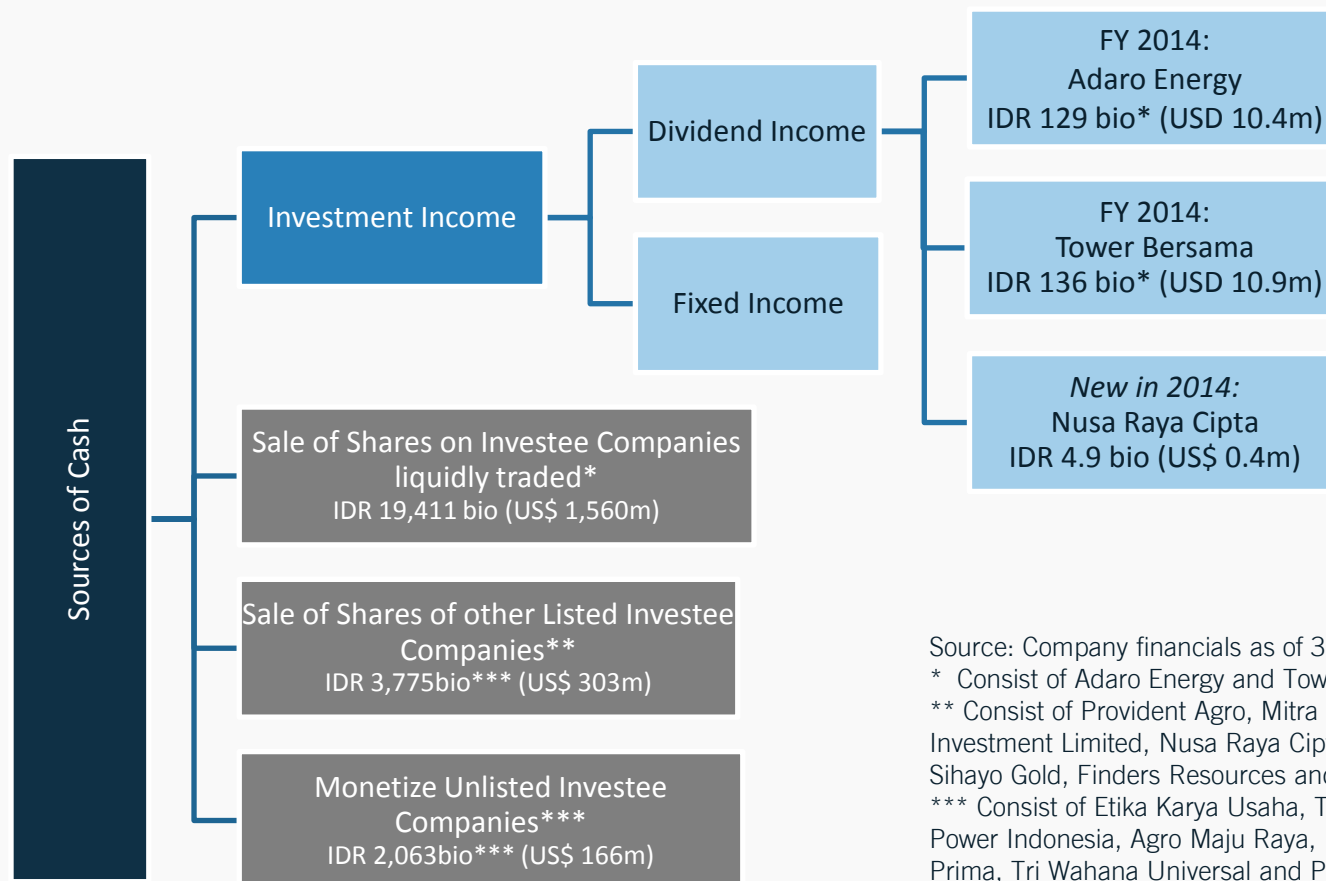 Sources of Cash
Investment Income
Dividend Income
Fixed Income
FY 2014:
Adaro Energy
IDR 129 bio* (USD 10.4m)
FY 2014:
Tower Bersama
IDR 136 bio* (USD 10.9m)
New in 2014:
Nusa Raya Cipta
IDR 4.9 bio (US$ 0.4m)
Sale of Shares on Investee Companies
liquidly traded*
IDR 19,411 bio (US$ 1,560m)
Sale of Shares of other Listed Investee
Companies**
IDR 3,775bio*** (US$ 303m)
Monetize Unlisted Investee
Companies***
IDR 2,063bio*** (US$ 166m)
Source: Company financials as of 3
* Consist of Adaro Energy and Tow
** Consist of Provident Agro, Mitra
Investment Limited, Nusa Raya Cip
Sihayo Gold, Finders Resources and
*** Consist of Etika Karya Usaha, T
Power Indonesia, Agro Maju Raya,
Prima, Tri Wahana Universal and P